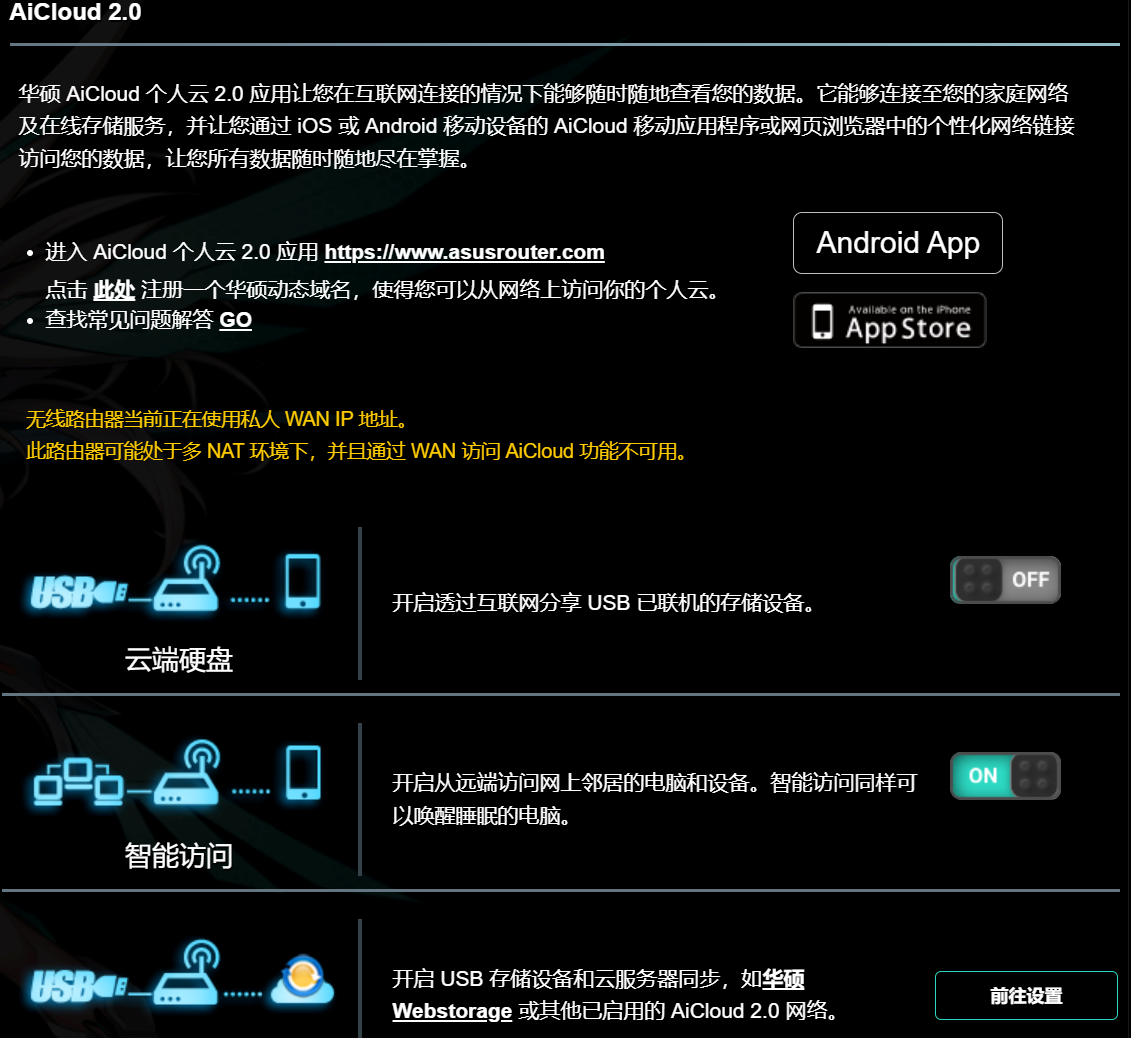 AiCloud 2.0
华硕 AiCloud 个人云 2.0 应用让您在互联网连接的情况下能够随时随地查看您的数据。它能够连接至您的家庭网络
及在线存储服务，并让您通过 iOS 或 Android 移动设备的 AiCloud 移动应用程序或网页浏览器中的个性化网络链接
访问您的数据，让您所有数据随时随地尽在掌握。
进入 AiCloud 个人云 2.0 应用 https://www.asusrouter.com
点击 此处 注册一个华硕动态域名，使得您可以从网络上访问你的个人云。
查找常见问题解答 GO
Android App
Available on the iPhone
App Store
无线路由器当前正在使用私人 WAN IP 地址。
此路由器可能处于多 NAT 环境下，并且通过 WAN 访问 AiCloud 功能不可用。
USB
云端硬盘
开启透过互联网分享 USB 已联机的存储设备。
OFF
智能访问
开启从远端访问网上邻居的电脑和设备。智能访问同样可
以唤醒睡眠的电脑。
ON
USB
开启 USB 存储设备和云服务器同步，如华硕
Webstorage 或其他已启用的 AiCloud 2.0 网络。
前往设置